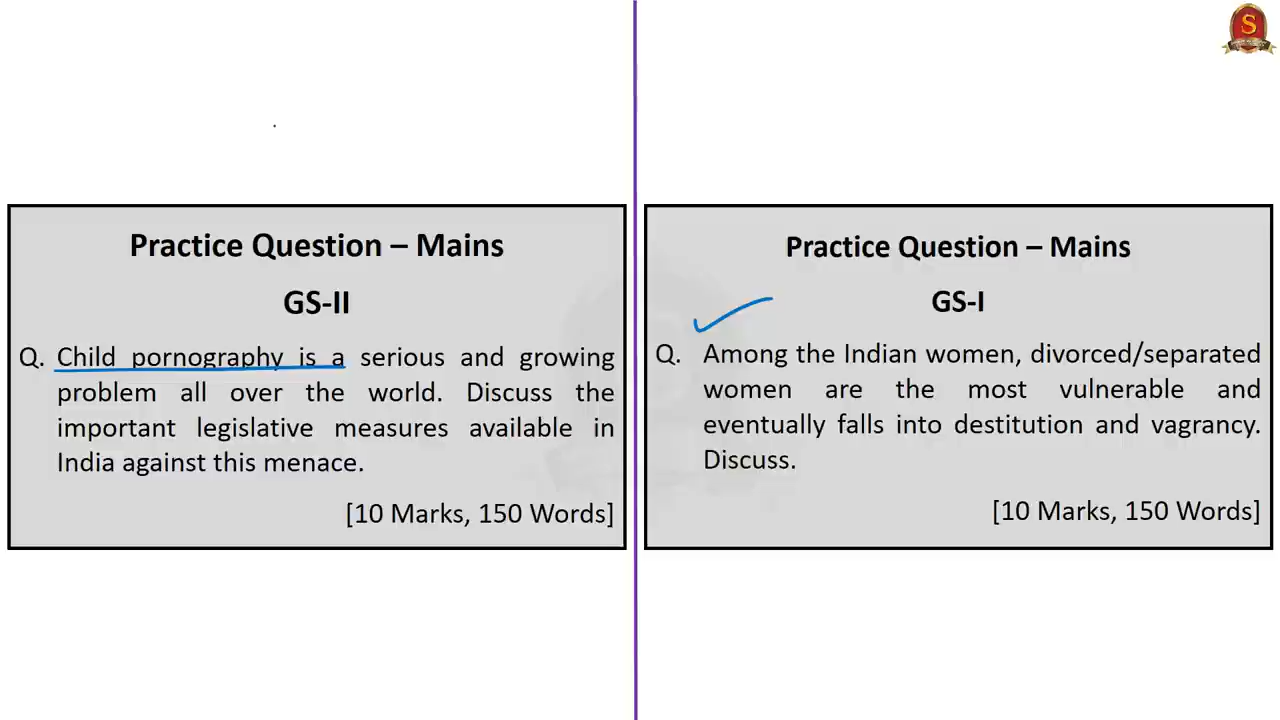 S
Practice Question – Mains
GS-II
Q. Child pornography is a serious and growing
problem all over the world. Discuss the
important legislative measures available in
India against this menace.
[10 Marks, 150 Words]
Practice Question – Mains
GS-I
Q. Among the Indian women, divorced/separated
women are the most vulnerable and
eventually falls into destitution and vagrancy.
Discuss.
[10 Marks, 150 Words]